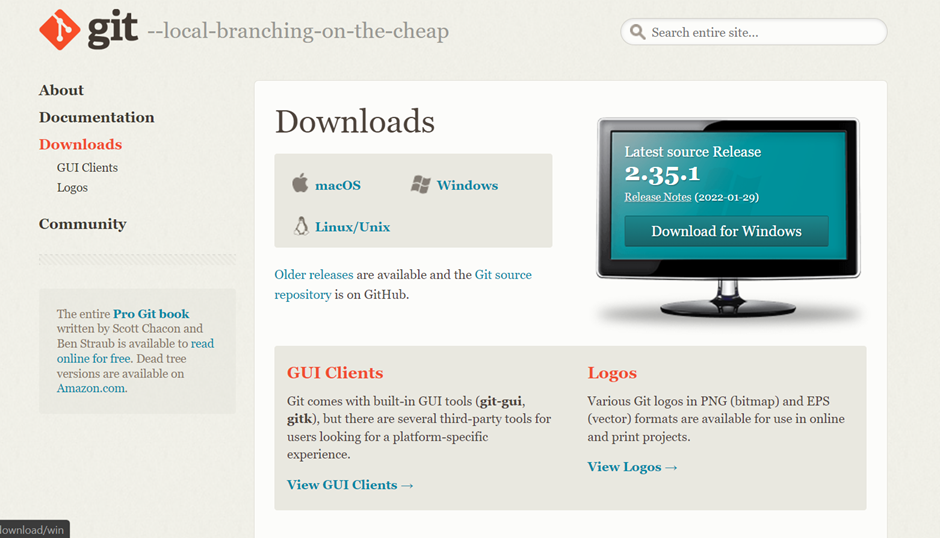 git --local-branching-on-the-cheap
Search entire site...
About
Documentation
Downloads
GUI Clients
Logos
Community
The entire Pro Git book
written by Scott Chacon and
Ben Straub is available to read
online for free. Dead tree
versions are available on
Amazon.com.
Downloads
macOS Windows
Linux/Unix
Older releases are available and the Git source
repository is on GitHub.
Latest source Release
2.35.1
Release Notes (2022-01-29)
Download for Windows
GUI Clients
Git comes with built-in GUI tools (git-gui,
gitk), but there are several third-party tools for
users looking for a platform-specific
experience.
View GUI Clients →
Logos
Various Git logos in PNG (bitmap) and EPS
(vector) formats are available for use in online
and print projects.
View Logos →
download/win